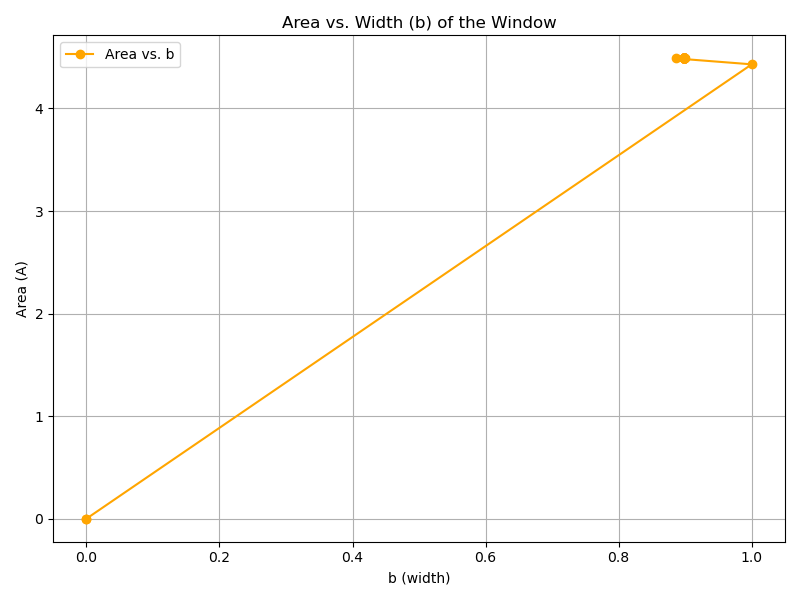 Area vs. Width (b) of the Window
Area vs. b
Area (A)
4
3
2
1
0
0.0 0.2 0.4 0.6 0.8 1.0
b (width)